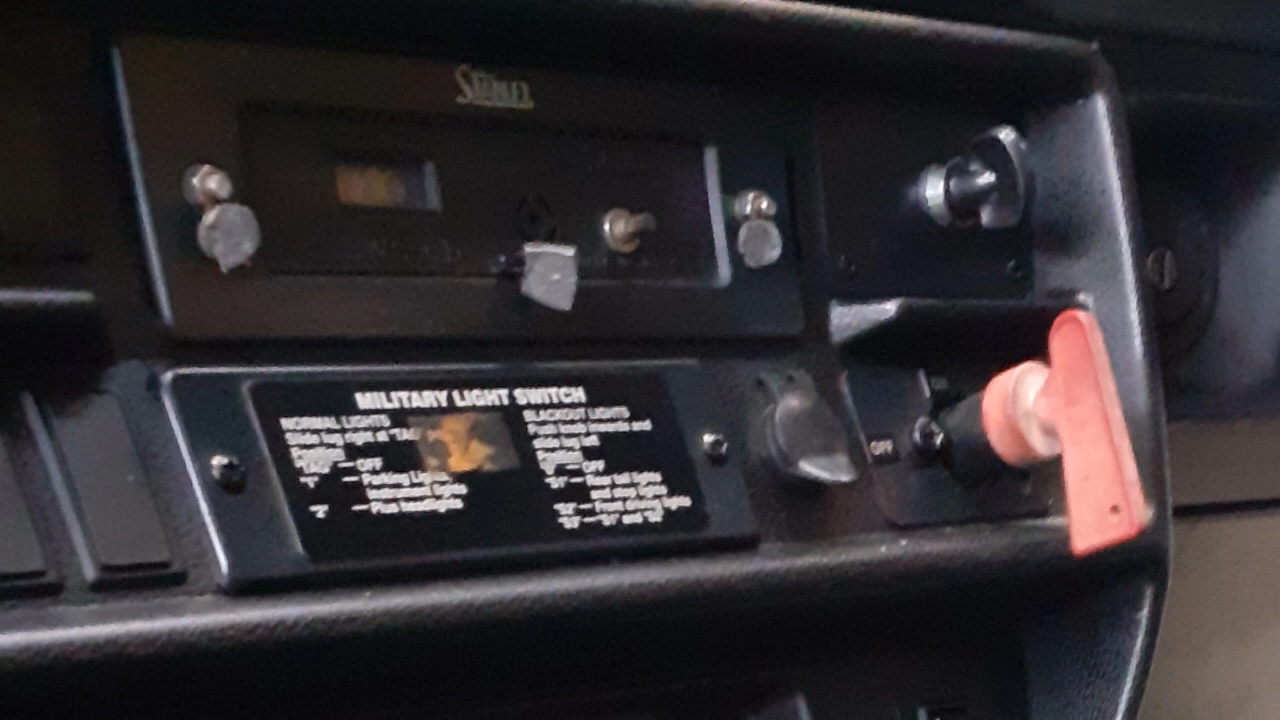 MILITARY LIGHT SWITCH
NORMAL LIGHTS
Slide lug right at "TAG"
Position
"TAG" — OFF
"1" — Parking Lights
Instrument lights
"2" — Plus headlights
BLACKOUT LIGHTS
Push knob inwards and
slide lug left
Position
— OFF
"S1" — Rear tail lights
and stop lights
"S2" — Front driving lights
"S3" — "S1" and "S2"
OFF